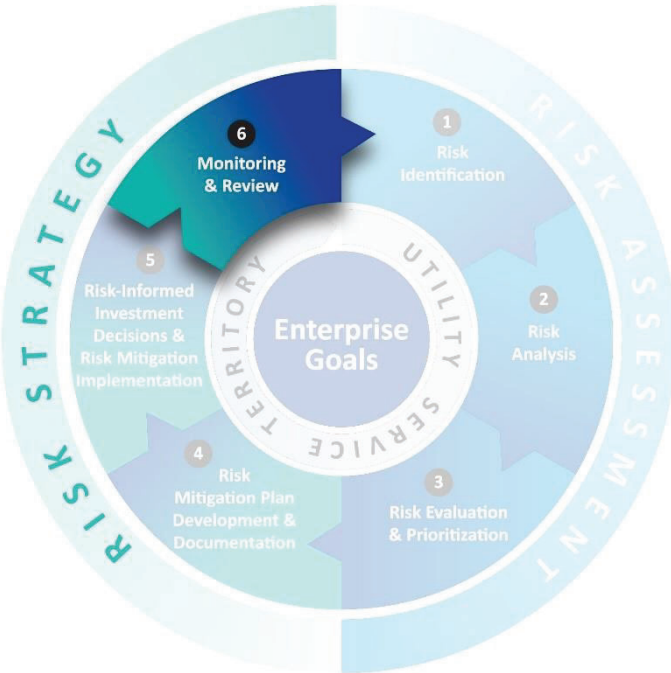 RISK STRATEGY
RISK ASSESSMENT
6
Monitoring
& Review
1
Risk
Identification
2
Risk
Analysis
3
Risk Evaluation
& Prioritization
4
Risk
Mitigation Plan
Development &
Documentation
5
Risk-Informed
Investment
Decisions &
Risk Mitigation
Implementation
UTILITY SERVICE TERRITORY
Enterprise
Goals